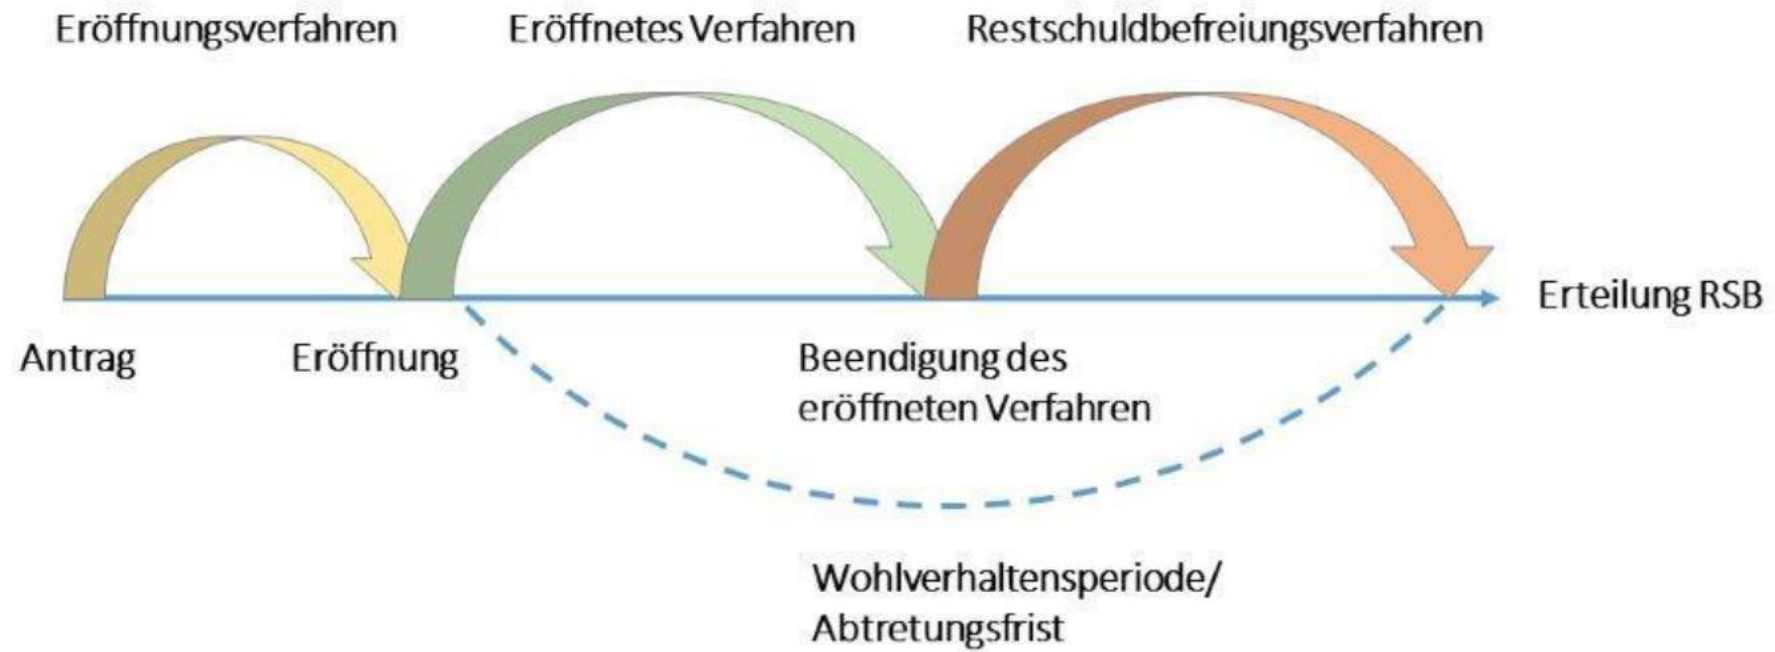 Eröffnungsverfahren
Eröffnetes Verfahren
Restschuldbefreiungsverfahren
Erteilung RSB
Antrag
Eröffnung
Beendigung des
eröffneten Verfahren
Wohlverhaltensperiode/
Abtretungsfrist